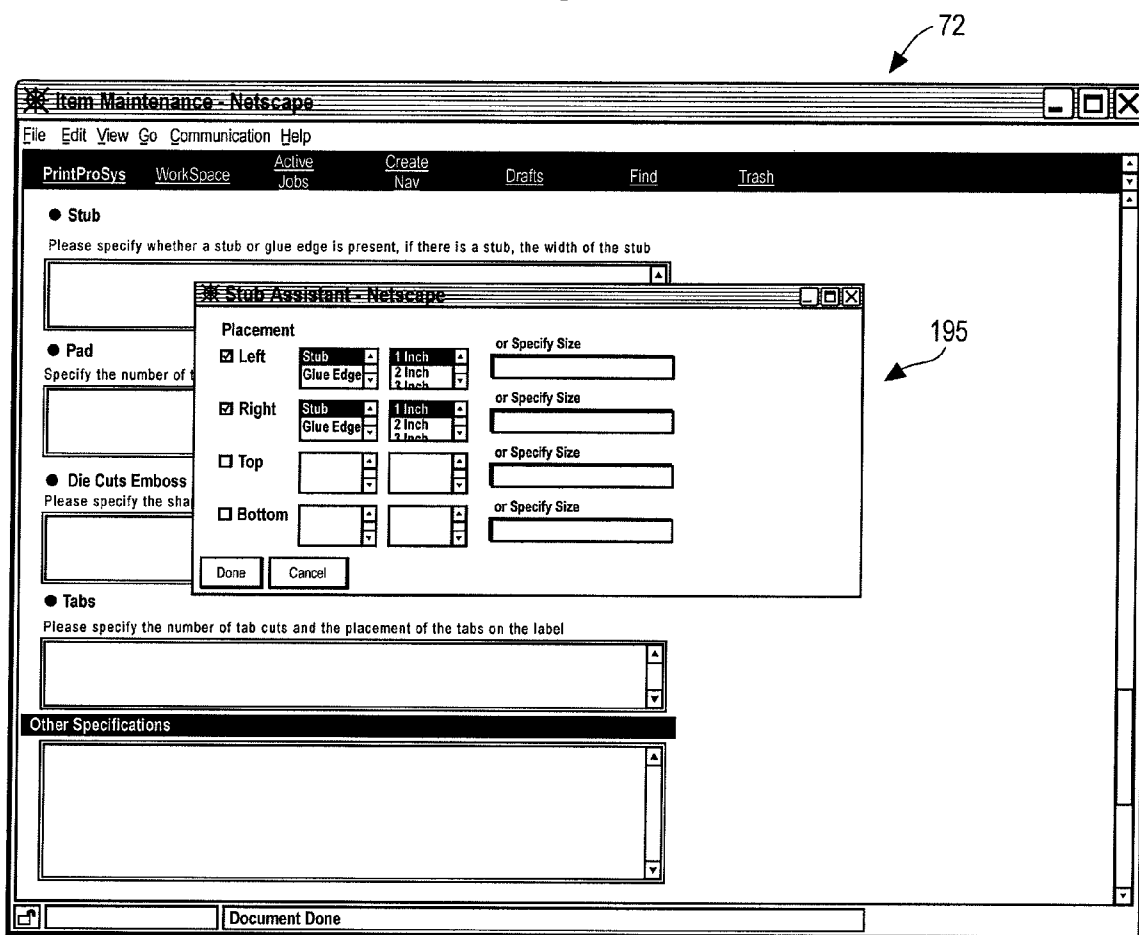 72
Item Maintenance - Netscape
File Edit View Go Communication Help
PrintProSys WorkSpace Active Jobs Create Nav Drafts Find Trash
Stub
Please specify whether a stub or glue edge is present, if there is a stub, the width of the stub
Stub Assistant - Netscape
195
Placement
Left Stub 1 Inch or Specify Size
Glue Edge 2 Inch
3 Inch
Right Stub 1 Inch or Specify Size
Glue Edge 2 Inch
3 Inch
Top or Specify Size
Bottom or Specify Size
Done Cancel
Pad
Specify the number of
Die Cuts Emboss
Please specify the
Tabs
Please specify the number of tab cuts and the placement of the tabs on the label
Other Specifications
Document Done